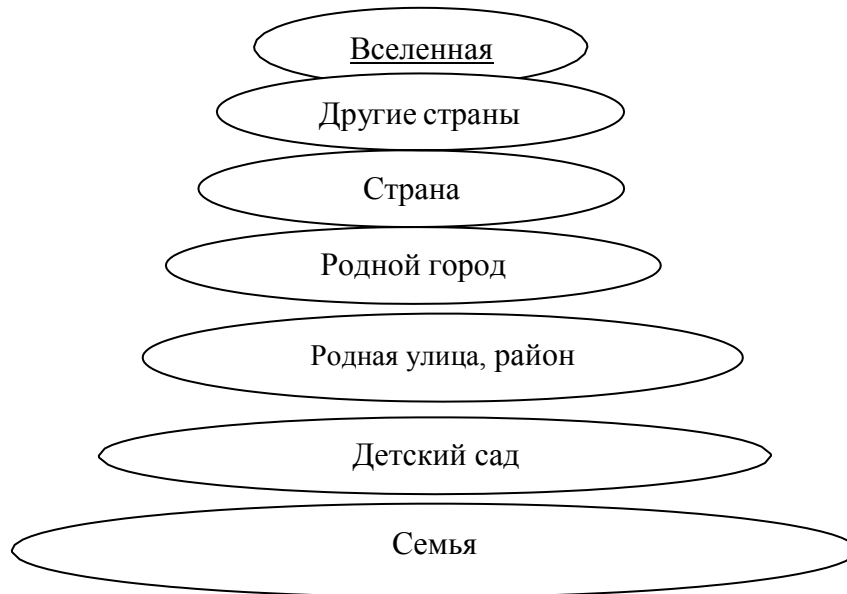 Вселенная
Другие страны
Страна
Родной город
Родная улица, район
Детский сад
Семья